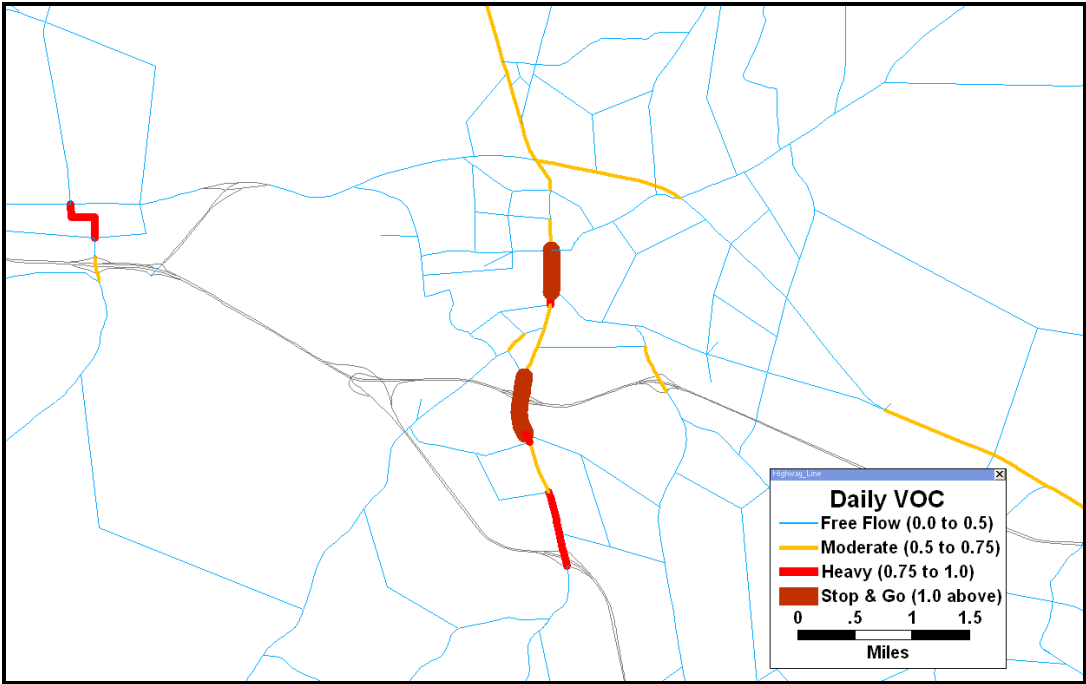 Highway_Line
Daily VOC
Free Flow (0.0 to 0.5)
Moderate (0.5 to 0.75)
Heavy (0.75 to 1.0)
Stop & Go (1.0 above)
0 .5 1 1.5
Miles